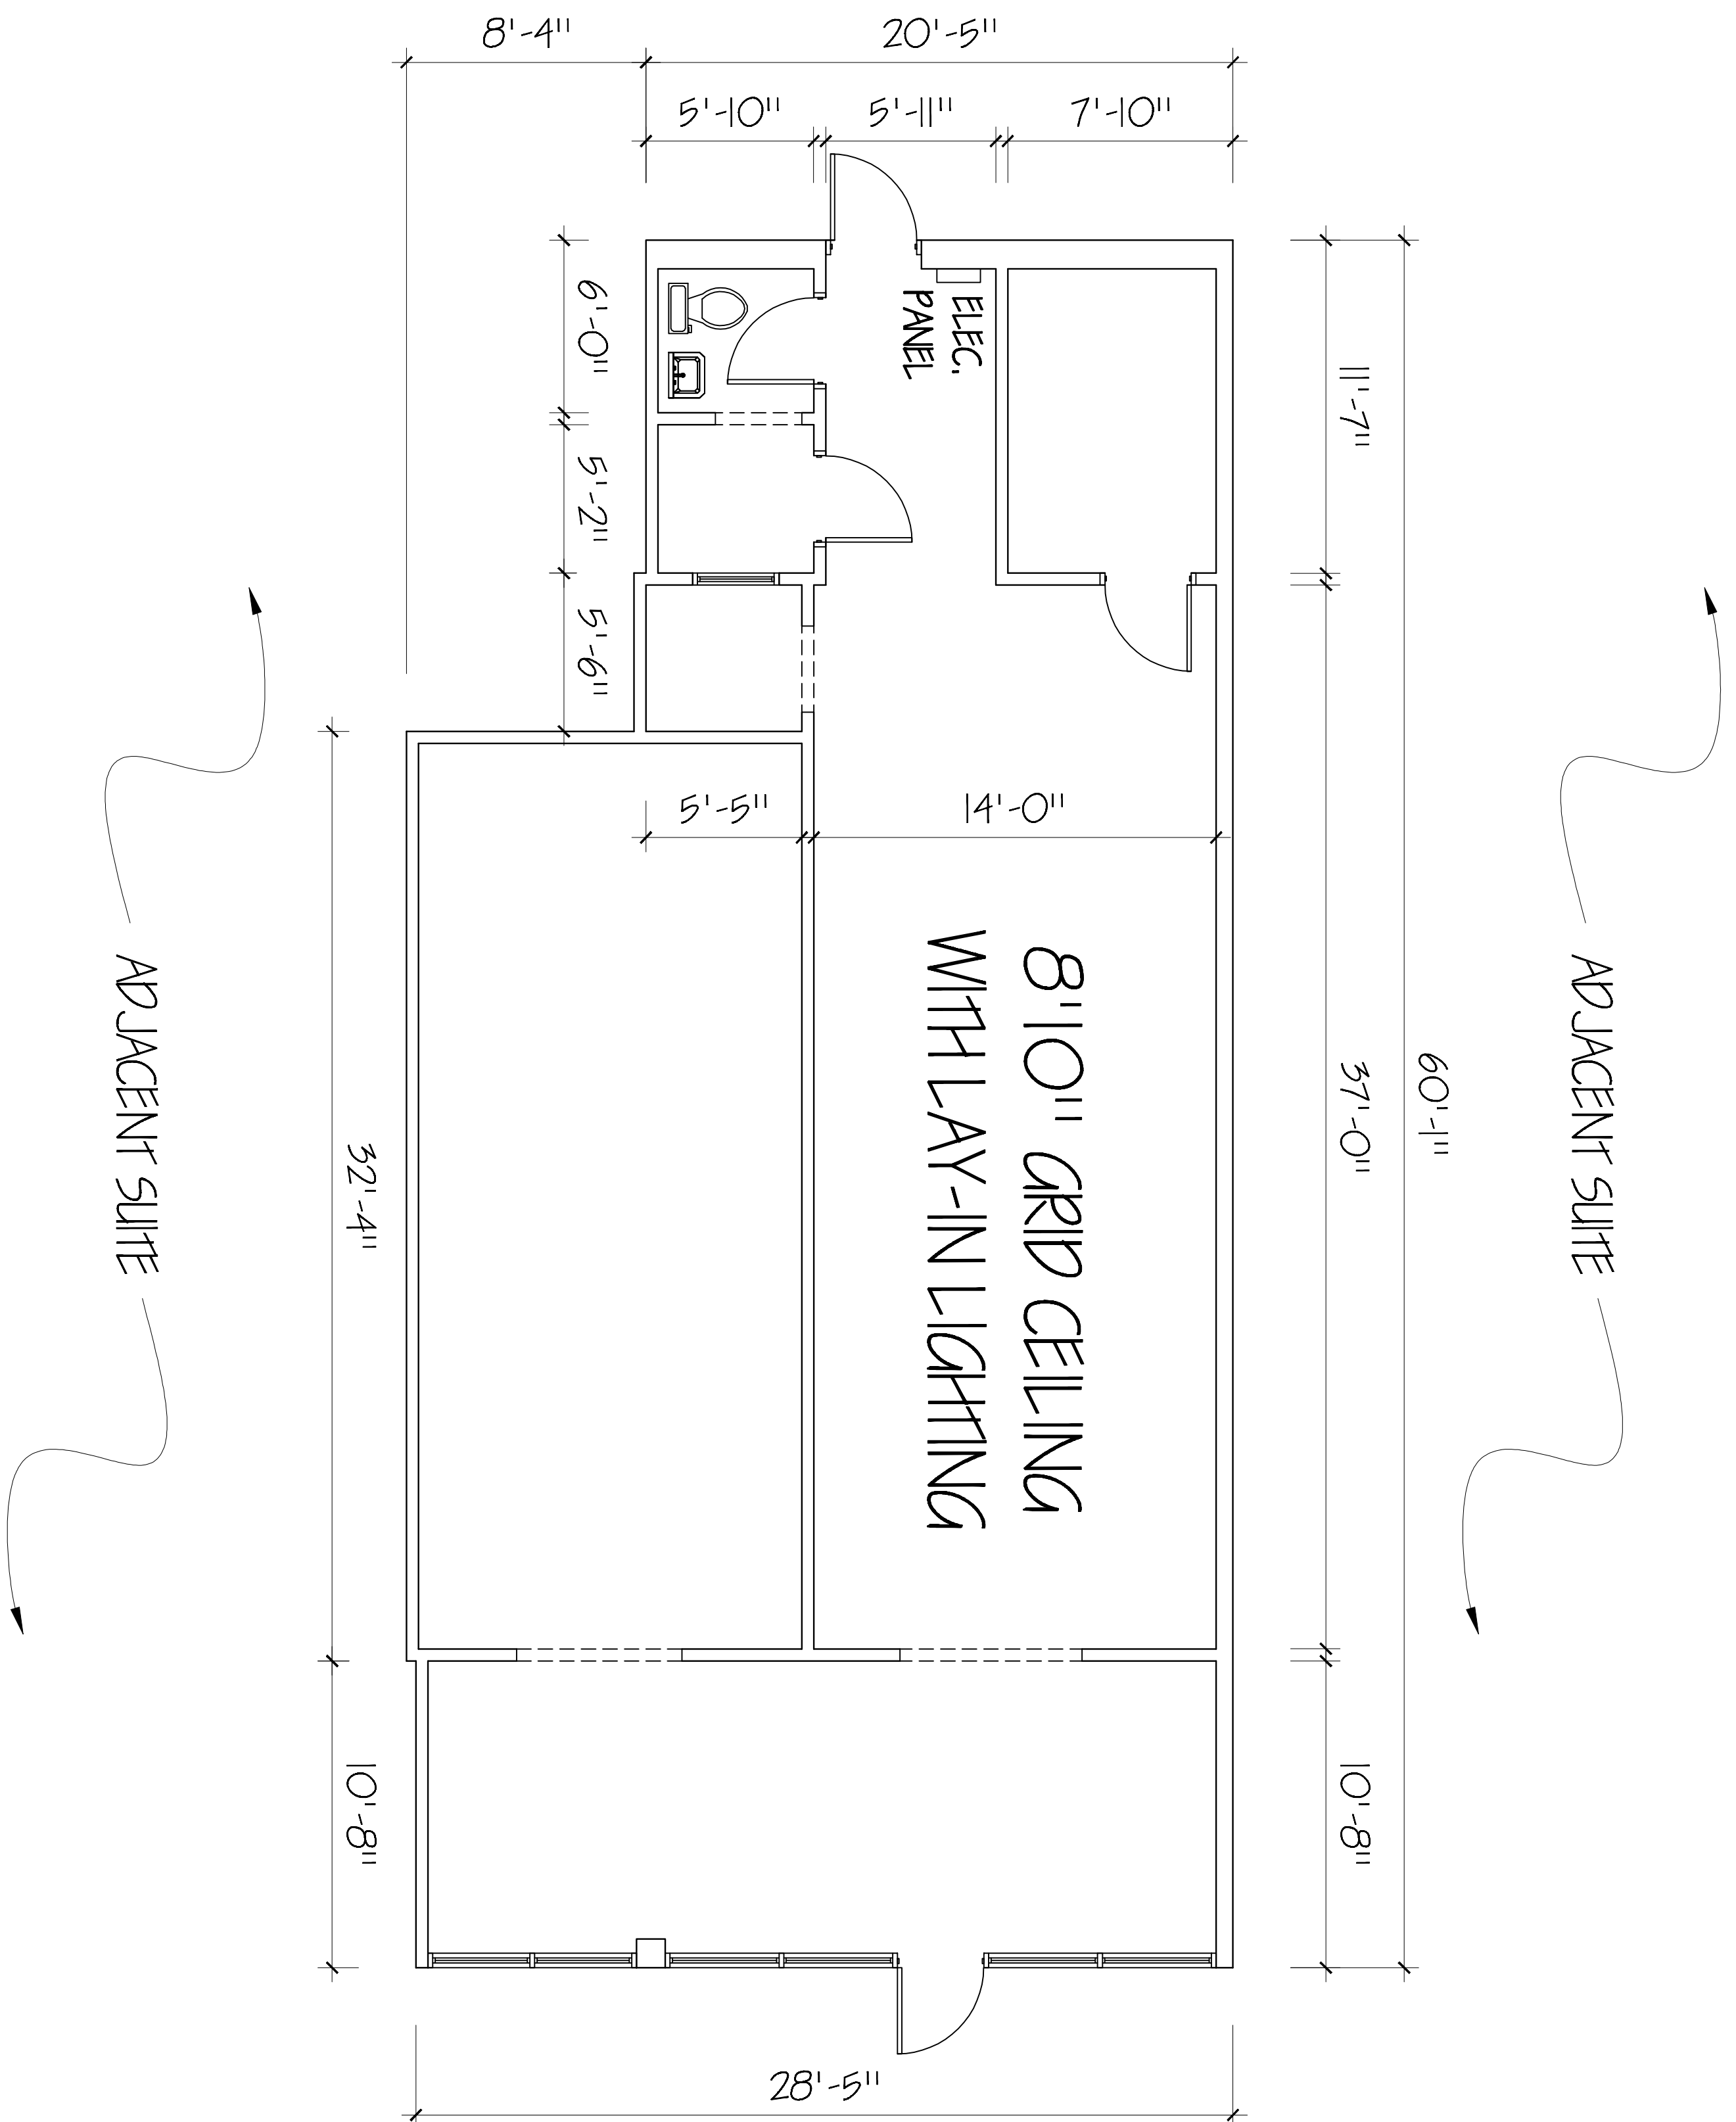 8'-4"
20'-5"
5'-10"
5'-11"
7'-10"
6'-0"
ELEC.
PANEL
11'-7"
5'-2"
5'-6"
5'-5"
14'-0"
ADJACENT SUITE
32'-4"
8'10" GRID CEILING
WITH LAY-IN LIGHTING
37'-0"
60'-1"
ADJACENT SUITE
10'-8"
10'-8"
28'-5"